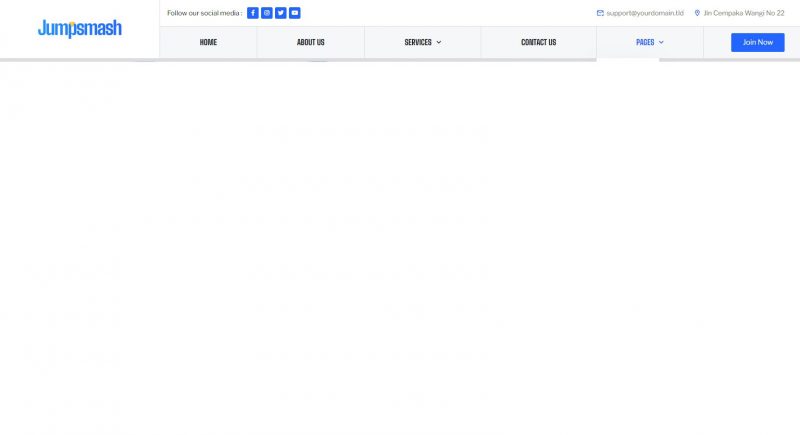 Jumpsmash
Follow our social media :
support@yourdomain.tld
Jln Cempaka Wangi No 22
HOME
ABOUT US
SERVICES
CONTACT US
PAGES
Join Now